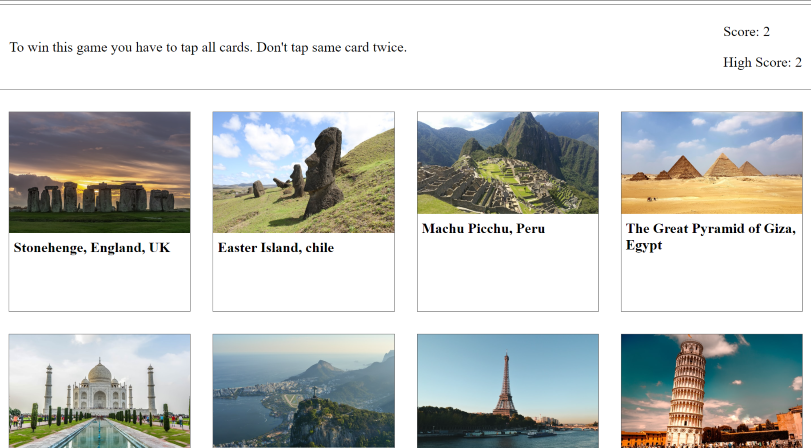 To win this game you have to tap all cards. Don't tap same card twice.
Score: 2
High Score: 2
Stonehenge, England, UK
Easter Island, chile
Machu Picchu, Peru
The Great Pyramid of Giza,
Egypt